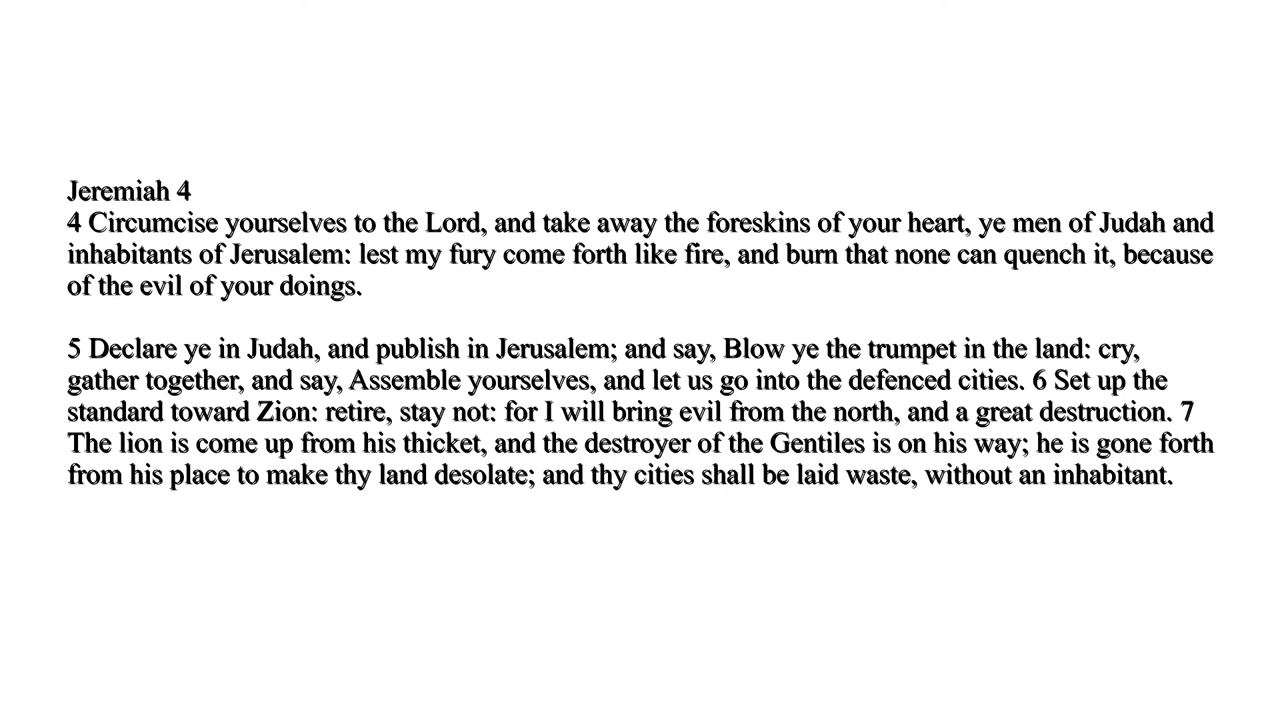 Jeremiah 4
4 Circumcise yourselves to the Lord, and take away the foreskins of your heart, ye men of Judah and
inhabitants of Jerusalem: lest my fury come forth like fire, and burn that none can quench it, because
of the evil of your doings.
5 Declare ye in Judah, and publish in Jerusalem; and say, Blow ye the trumpet in the land: cry,
gather together, and say, Assemble yourselves, and let us go into the defenced cities. 6 Set up the
standard toward Zion: retire, stay not: for I will bring evil from the north, and a great destruction. 7
The lion is come up from his thicket, and the destroyer of the Gentiles is on his way; he is gone forth
from his place to make thy land desolate; and thy cities shall be laid waste, without an inhabitant.